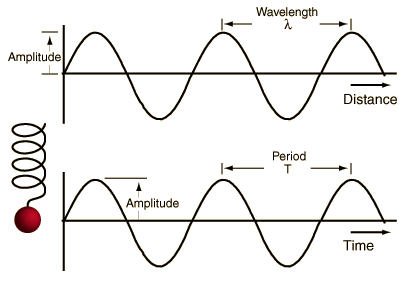 Wavelength
λ
Amplitude
Distance
Period
T
Amplitude
Time